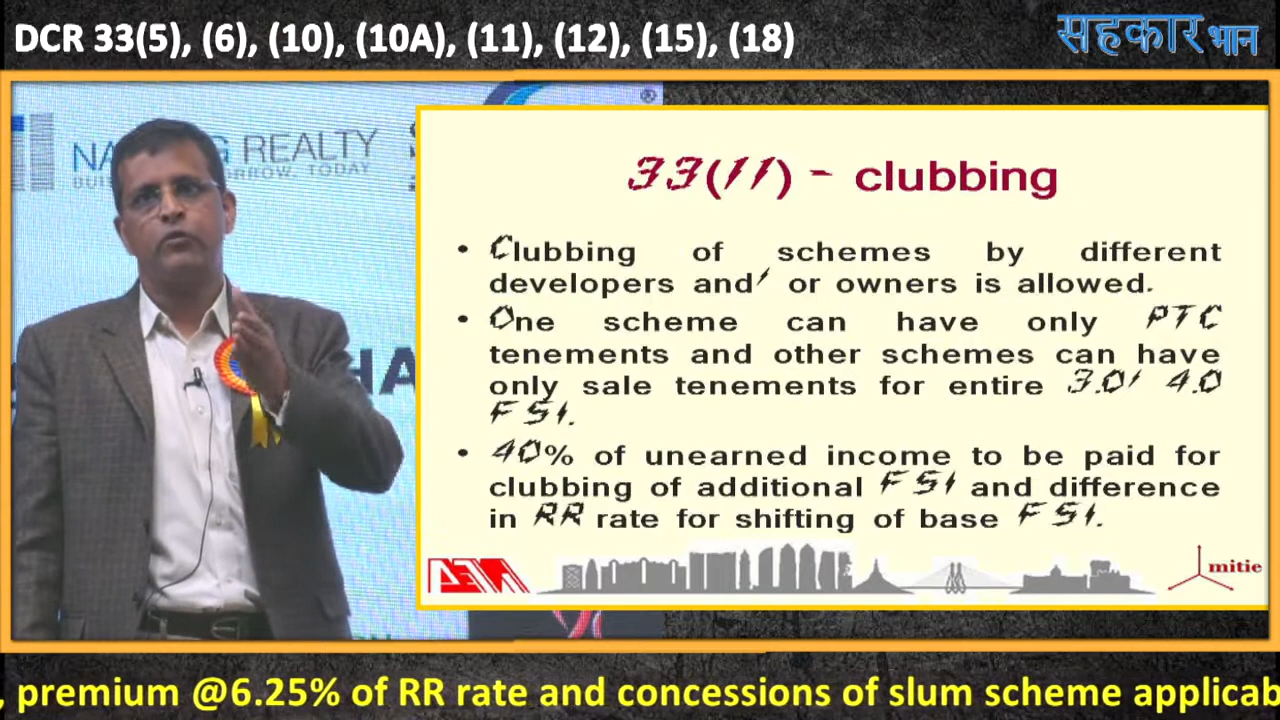 DCR 33(5), (6), (10), (10A), (11), (12), (15), (18)
सहकार भान
®
REALTY
TODAY
33(11) - clubbing
• Clubbing of schemes by different
developers and/ or owners is allowed.
• One scheme can have only PTC
tenements and other schemes can have
only sale tenements for entire 3.0/ 4.0
FSI.
• 40% of unearned income to be paid for
clubbing of additional FSI and difference
in RR rate for shifting of base FSI.
mitie
, premium @6.25% of RR rate and concessions of slum scheme applicab